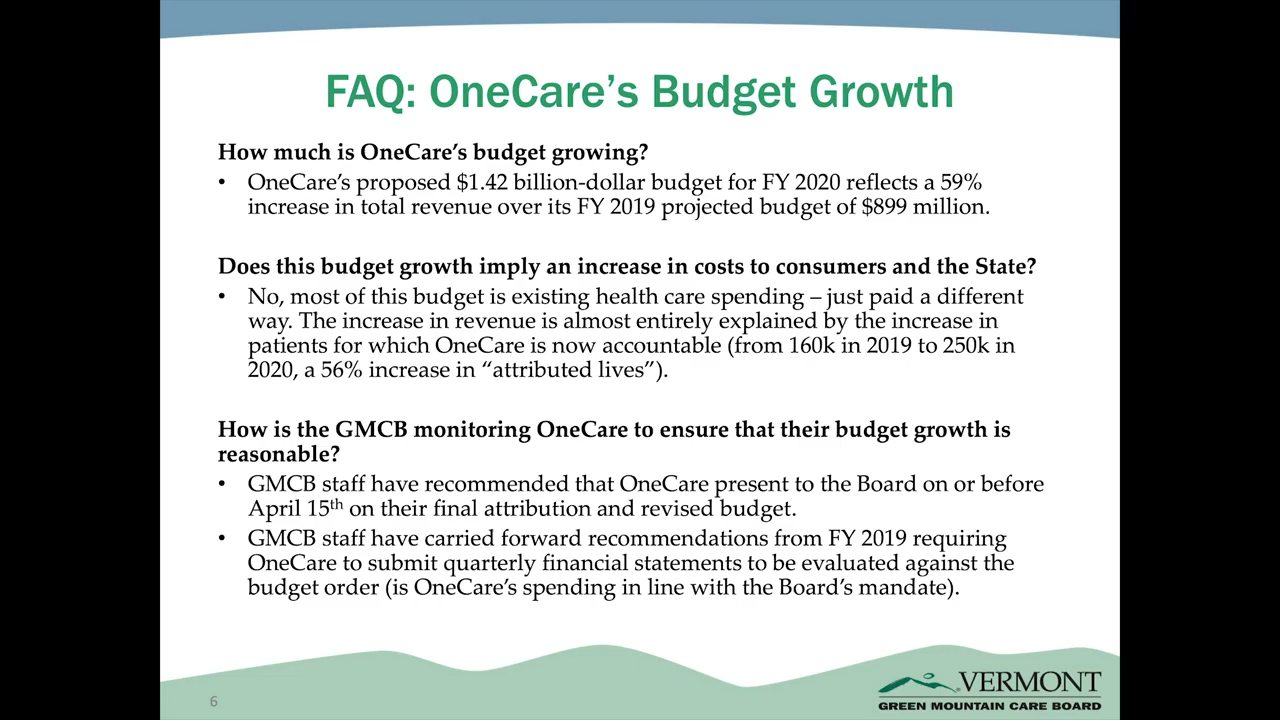 FAQ: OneCare’s Budget Growth
How much is OneCare’s budget growing?
• OneCare’s proposed $1.42 billion-dollar budget for FY 2020 reflects a 59%
increase in total revenue over its FY 2019 projected budget of $899 million.
Does this budget growth imply an increase in costs to consumers and the State?
• No, most of this budget is existing health care spending – just paid a different
way. The increase in revenue is almost entirely explained by the increase in
patients for which OneCare is now accountable (from 160k in 2019 to 250k in
2020, a 56% increase in “attributed lives”).
How is the GMCB monitoring OneCare to ensure that their budget growth is
reasonable?
• GMCB staff have recommended that OneCare present to the Board on or before
April 15th on their final attribution and revised budget.
• GMCB staff have carried forward recommendations from FY 2019 requiring
OneCare to submit quarterly financial statements to be evaluated against the
budget order (is OneCare’s spending in line with the Board’s mandate).
6
VERMONT
GREEN MOUNTAIN CARE BOARD